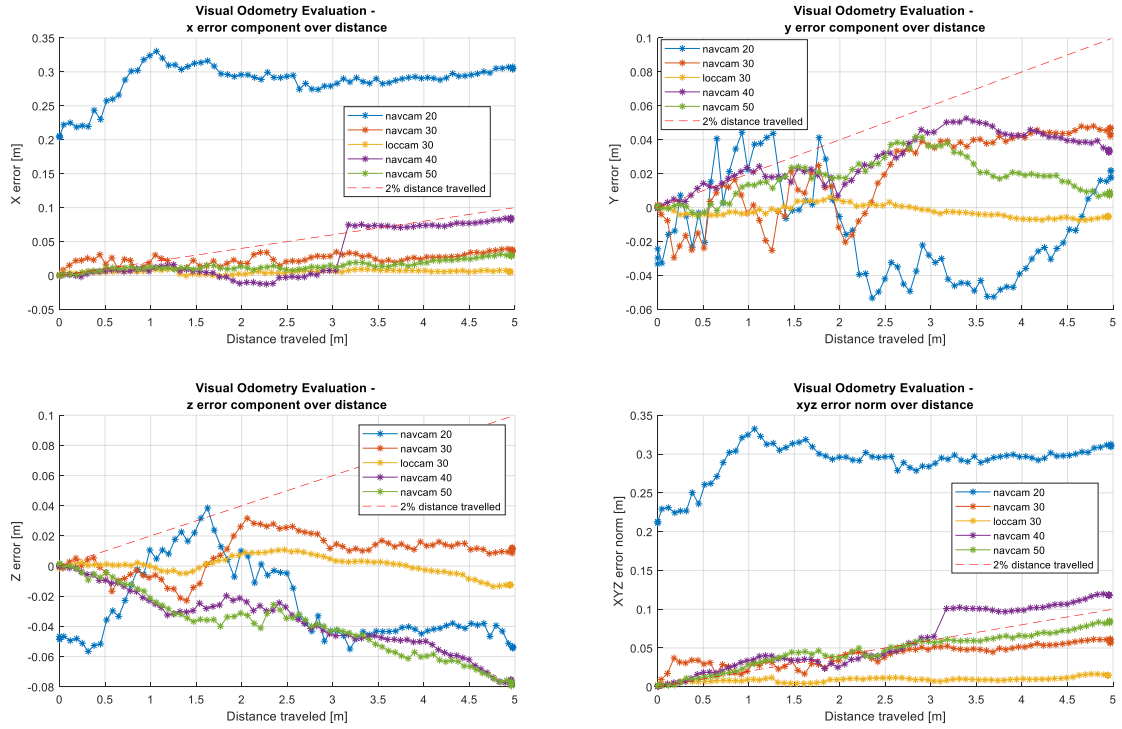 Visual Odometry Evaluation -
x error component over distance
0.35
0.3
0.25
0.2
0.15
0.1
0.05
0
-0.05
X error [m]
navcam 20
navcam 30
loccam 30
navcam 40
navcam 50
2% distance travelled
0 0.5 1 1.5 2 2.5 3 3.5 4 4.5 5
Distance traveled [m]
Visual Odometry Evaluation -
y error component over distance
0.1
0.08
0.06
0.04
0.02
0
-0.02
-0.04
-0.06
Y error [m]
navcam 20
navcam 30
loccam 30
navcam 40
navcam 50
2% distance travelled
0 0.5 1 1.5 2 2.5 3 3.5 4 4.5 5
Distance traveled [m]
Visual Odometry Evaluation -
z error component over distance
0.1
0.08
0.06
0.04
0.02
0
-0.02
-0.04
-0.06
-0.08
Z error [m]
navcam 20
navcam 30
loccam 30
navcam 40
navcam 50
2% distance travelled
0 0.5 1 1.5 2 2.5 3 3.5 4 4.5 5
Distance traveled [m]
Visual Odometry Evaluation -
xyz error norm over distance
0.35
0.3
0.25
0.2
0.15
0.1
0.05
0
XYZ error norm [m]
navcam 20
navcam 30
loccam 30
navcam 40
navcam 50
2% distance travelled
0 0.5 1 1.5 2 2.5 3 3.5 4 4.5 5
Distance traveled [m]